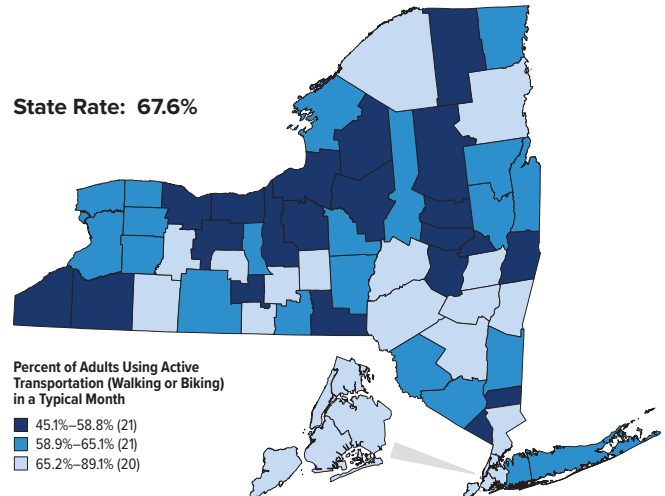 State Rate: 67.6%
Percent of Adults Using Active
Transportation (Walking or Biking)
in a Typical Month
45.1%–58.8% (21)
58.9%–65.1% (21)
65.2%–89.1% (20)